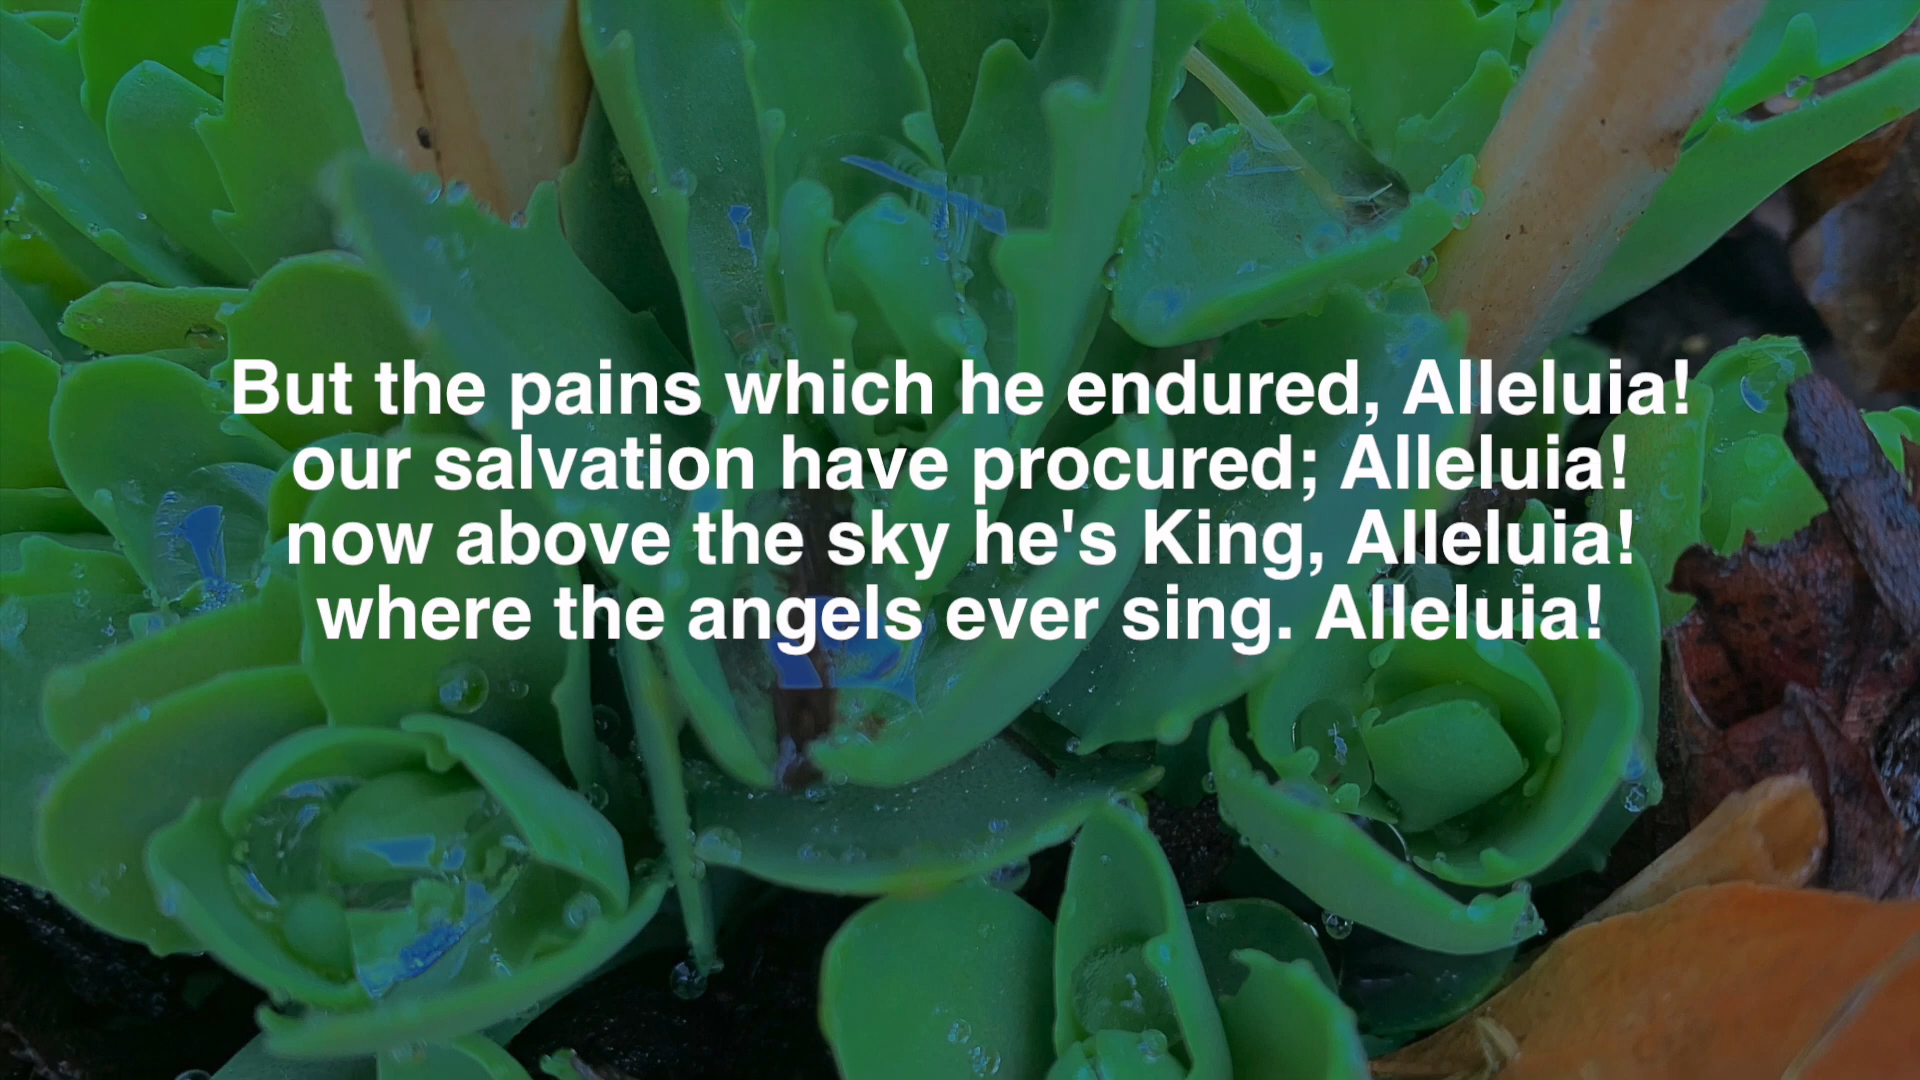 But the pains which he endured, Alleluia!
our salvation have procured; Alleluia!
now above the sky he's King, Alleluia!
where the angels ever sing. Alleluia!